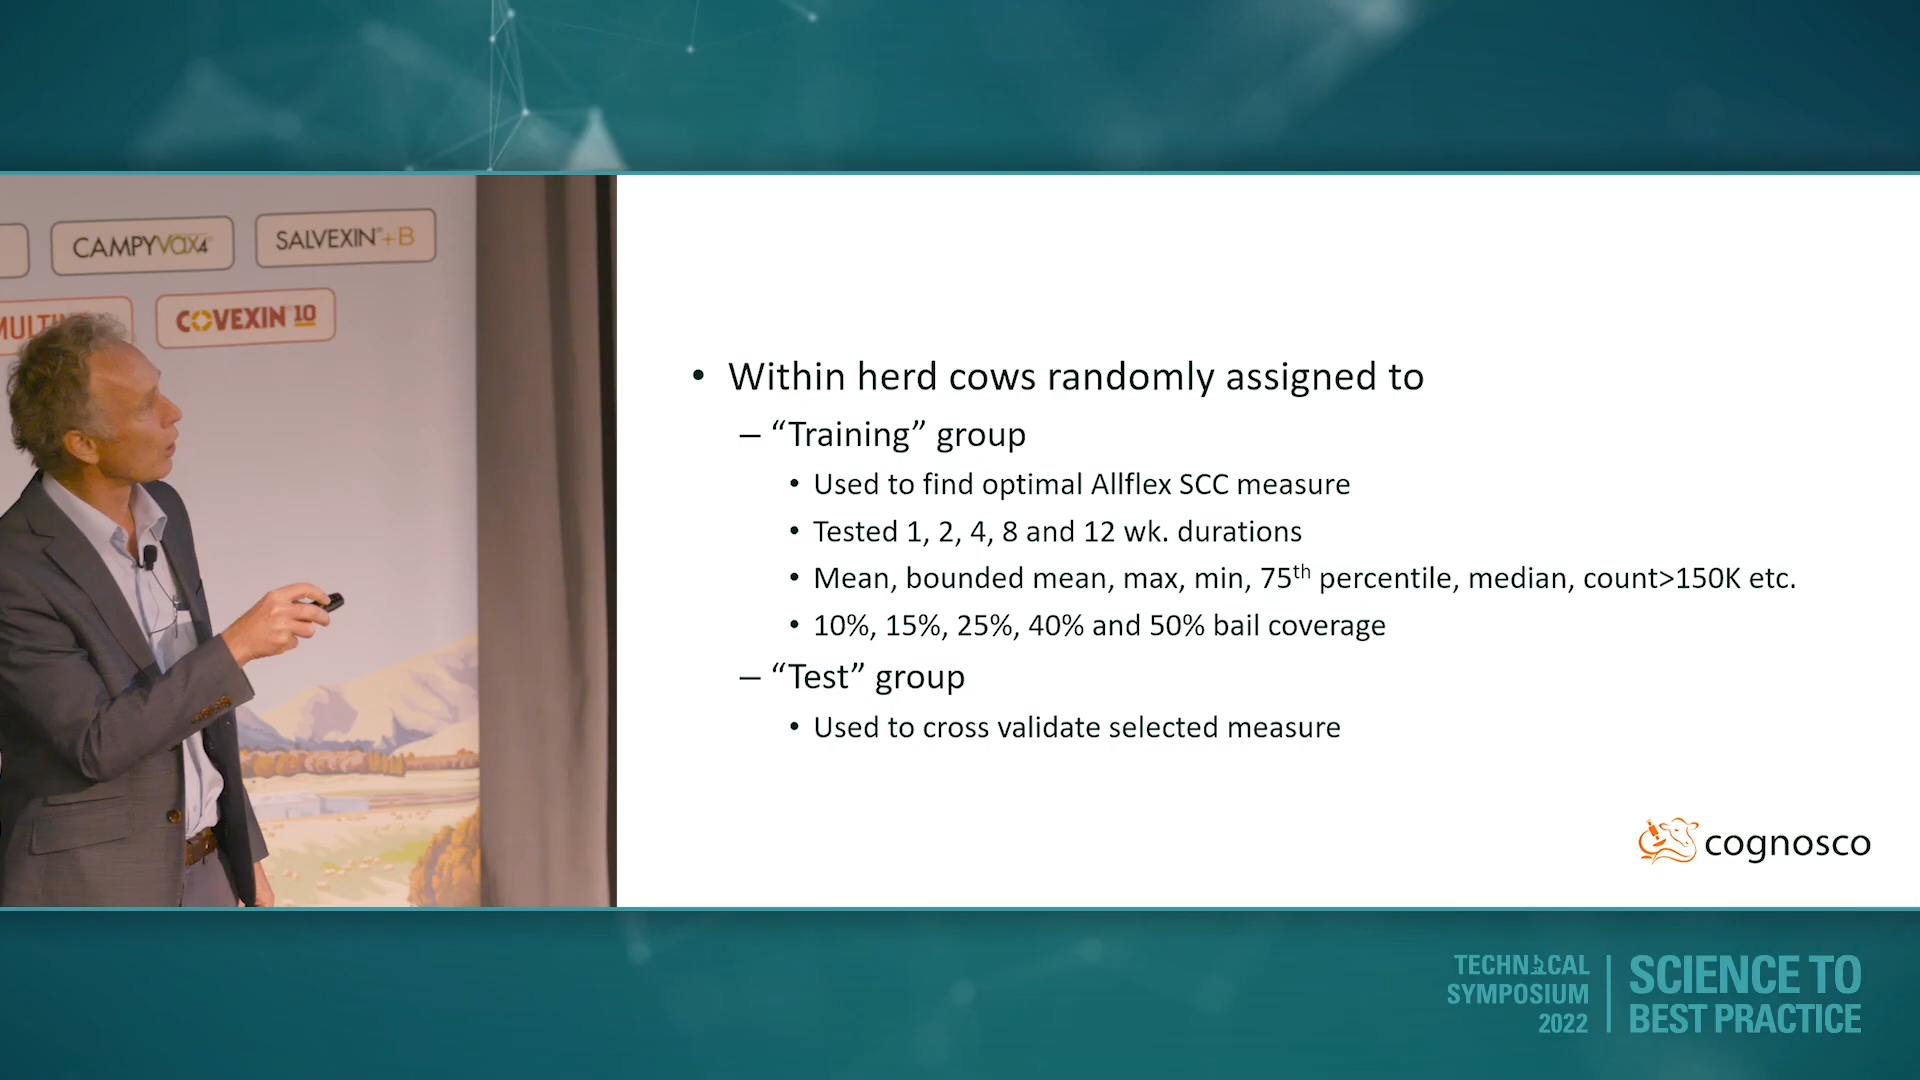 CAMPYVAX4
SALVEXIN®+B
MULTI
COVEXIN®10
• Within herd cows randomly assigned to
– “Training” group
• Used to find optimal Allflex SCC measure
• Tested 1, 2, 4, 8 and 12 wk. durations
• Mean, bounded mean, max, min, 75th percentile, median, count>150K etc.
• 10%, 15%, 25%, 40% and 50% bail coverage
– “Test” group
• Used to cross validate selected measure
cognosco
TECHNICAL
SYMPOSIUM
2022
SCIENCE TO
BEST PRACTICE